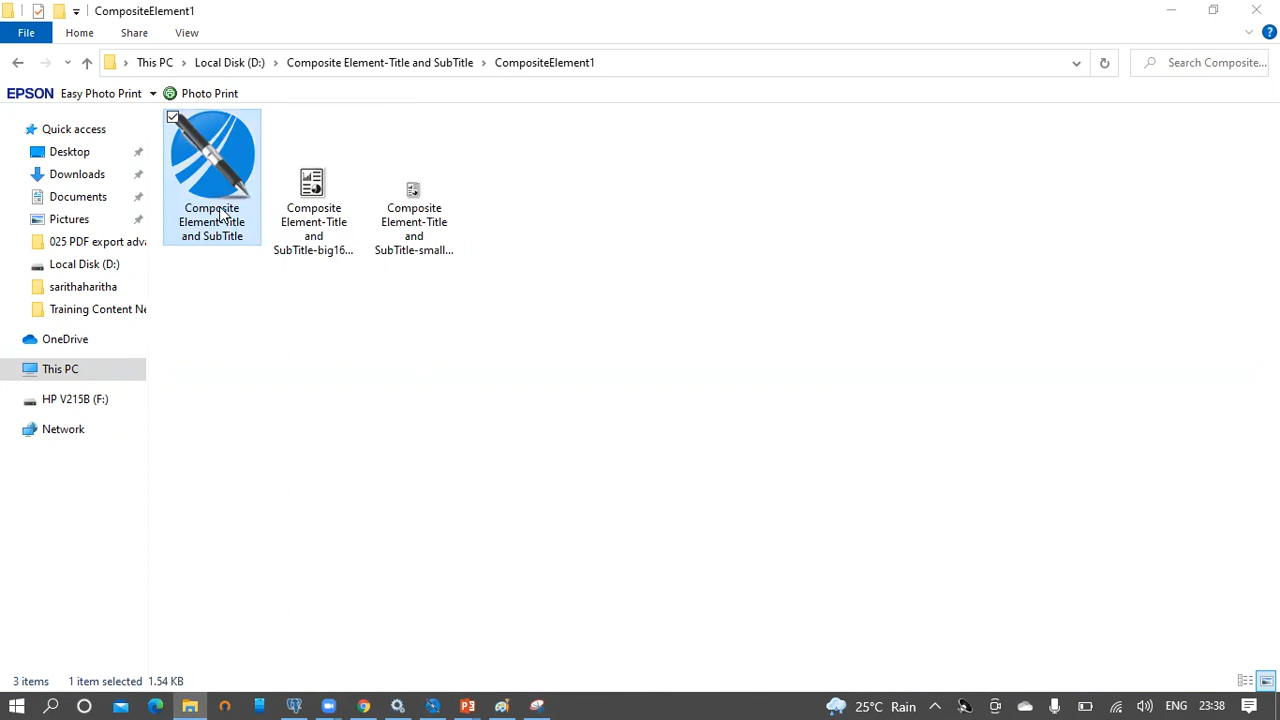 CompositeElement1
File
Home
Share
View
This PC
Local Disk (D:)
Composite Element-Title and SubTitle
CompositeElement1
Search Composite...
EPSON
Easy Photo Print
Photo Print
Quick access
Desktop
Downloads
Documents
Pictures
025 PDF export adva
Local Disk (D:)
sarithaharitha
Training Content Ne
OneDrive
This PC
HP V215B (F:)
Network
Composite
Element-Title
and SubTitle
Composite
Element-Title
and
SubTitle-big16...
Composite
Element-Title
and
SubTitle-small...
3 items
1 item selected 1.54 KB
25°C Rain
ENG
23:38